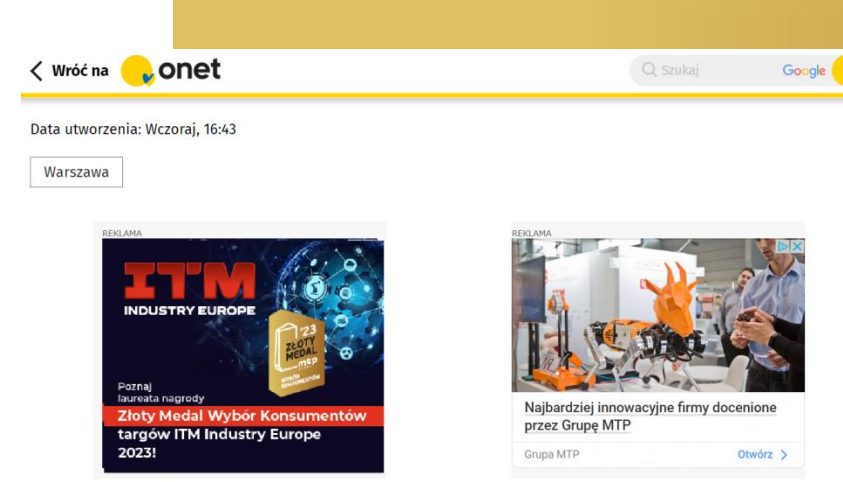 Wróć na onet
Szukaj Google
Data utworzenia: Wczoraj, 16:43
Warszawa
REKLAMA
ITM
INDUSTRY EUROPE
'23
ZŁOTY
MEDAL
WYBÓR
KONSUMENTÓW
Poznaj
laureata nagrody
Złoty Medal Wybór Konsumentów
targów ITM Industry Europe
2023!
REKLAMA
Najbardziej innowacyjne firmy docenione
przez Grupę MTP
Grupa MTP Otwórz